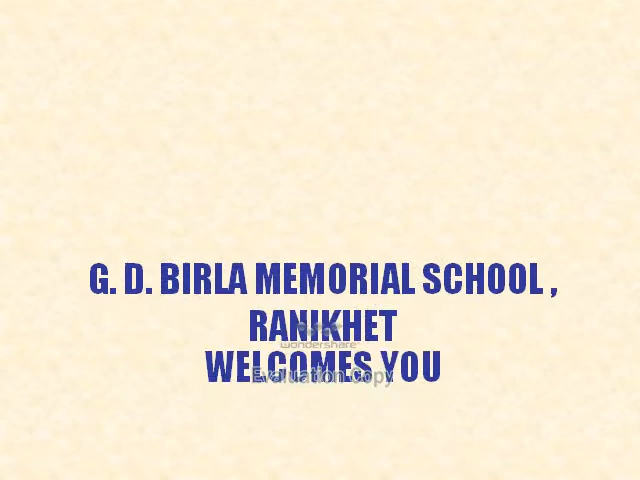 G. D. BIRLA MEMORIAL SCHOOL ,
RANIKHET
wondershare
WELCOMES YOU
Evaluation Copy